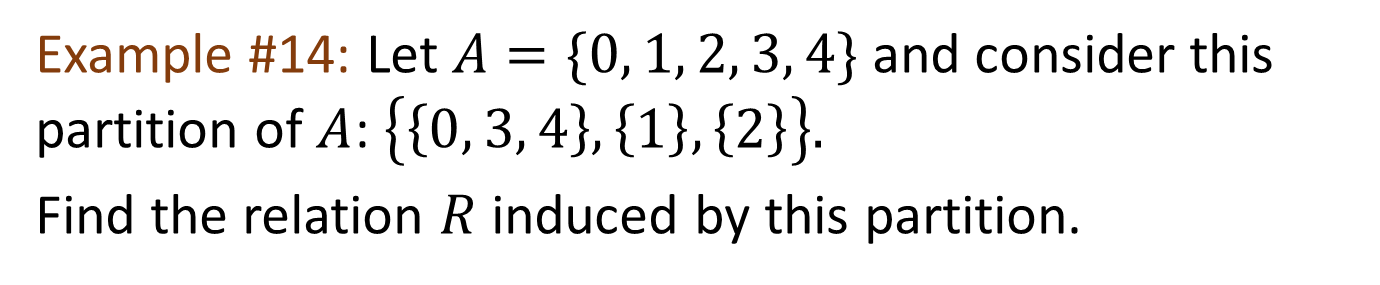 Example #14: Let A = {0, 1, 2, 3, 4} and consider this
partition of A: {{0, 3, 4}, {1}, {2}}.
Find the relation R induced by this partition.